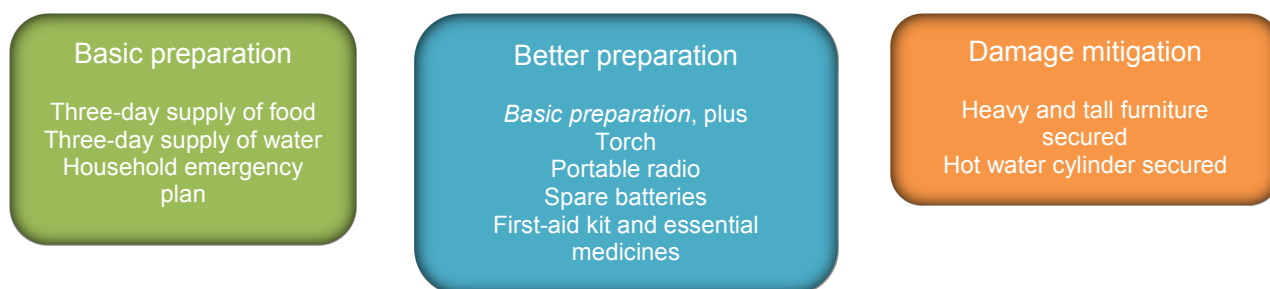 Basic preparation
Three-day supply of food
Three-day supply of water
Household emergency
plan
Better preparation
Basic preparation, plus
Torch
Portable radio
Spare batteries
First-aid kit and essential
medicines
Damage mitigation
Heavy and tall furniture
secured
Hot water cylinder secured